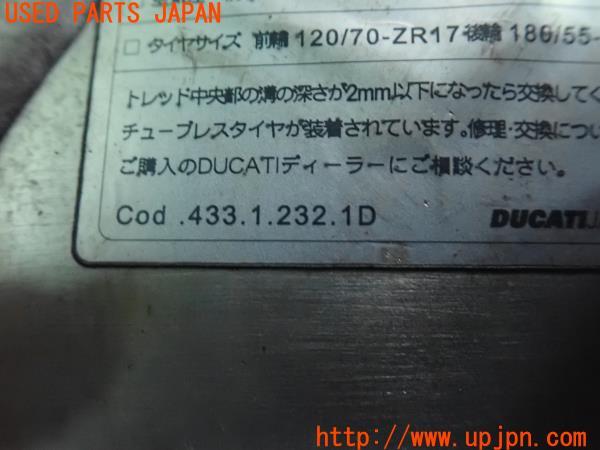 USED PARTS JAPAN
□ タイヤサイズ 前輪 120/70-ZR17 後輪 180/55-
トレッド中央部の溝の深さが2mm以下になったら交換してく
チューブレスタイヤが装着されています。修理・交換につい
ご購入のDUCATIディーラーにご相談ください。
Cod .433.1.232.1D DUCATI
www.upjpn.com